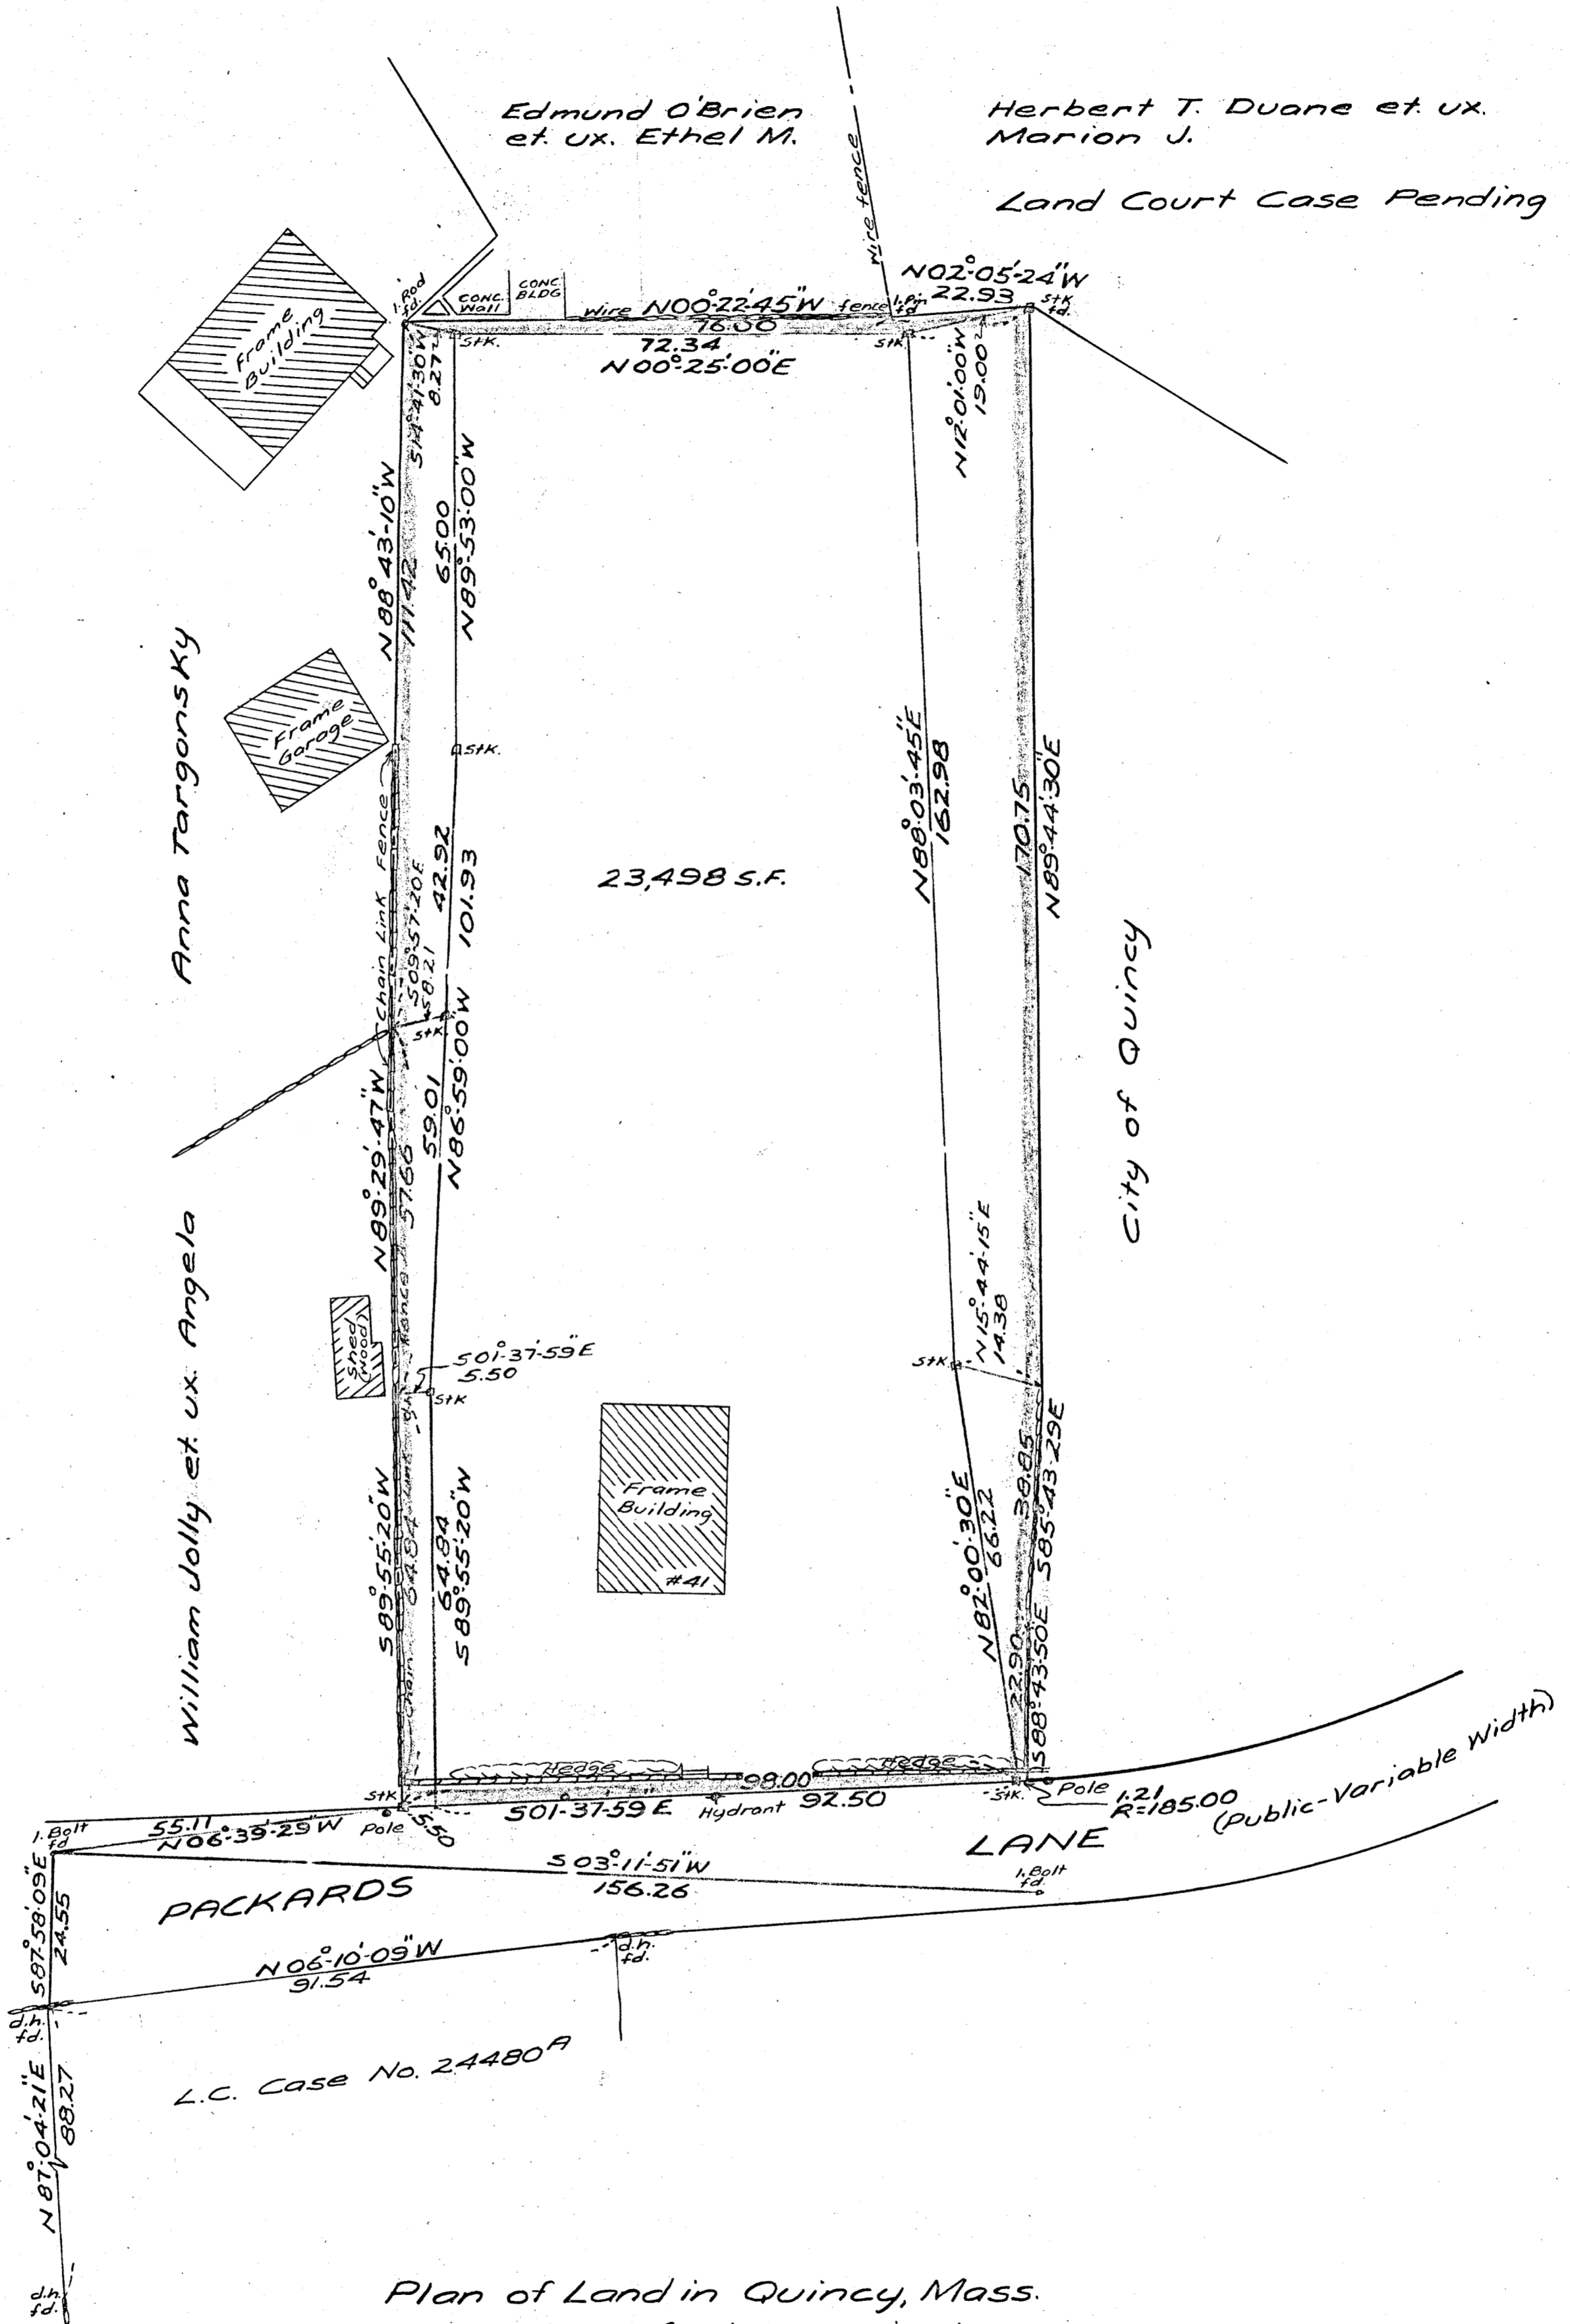 Edmund O'Brien
et. ux. Ethel M.
Herbert T. Duane et. ux.
Marion J.
Land Court Case Pending
wire fence
N02°-05'-24"W
22.93
Stk
fd.
I. Rod
fd.
CONC.
Wall
CONC.
BLDG
Wire
N00°-22'-45"W
fence
I. Pin
fd
76.00
Stk.
72.34
Stk.
N00°-25'-00"E
Frame
Building
S14°-41'-30"W
8.27
N12°-01'-00"W
19.00
N88°43'-10"W
111.42
65.00
N89°-53'-00"W
Anna Targonsky
Frame
Garage
Stk.
Chain Link Fence
S09°-57'-20E
58.21
42.92
101.93
23,498 S.F.
N88°-03'-45"E
162.98
170.75
N89°-44'-30"E
City of Quincy
Stk.
N89°-29'-47"W
57.66
59.01
N86°-59'-00"W
William Jolly et. ux. Angela
Shed
(Wood)
Fence
S01°-37'-59"E
5.50
Stk
N15°-44'-15"E
14.38
Stk.
Frame
Building
#41
S89°-55'-20"W
64.84
Link
Chain
64.84
S89°-55'-20"W
N82°-00'-30"E
66.22
38.85
S85°-43'-29E
22.90
S88°-43'-50E
Hedge
Hedge
98.00
Stk
5.50
S01°-37'-59E
Hydrant
92.50
Stk.
Pole
1.21
R=185.00
(Public-Variable Width)
I. Bolt
fd
55.11
N06°-39'-29"W
Pole
LANE
S03°-11'-51"W
156.26
I. Bolt
fd.
PACKARDS
S87°-58'-09"E
24.55
N06°-10'-09"W
91.54
d.h.
fd.
d.h.
fd.
L.C. Case No. 24480A
N87°-04'-21"E
88.27
d.h.
fd.
Plan of Land in Quincy, Mass.